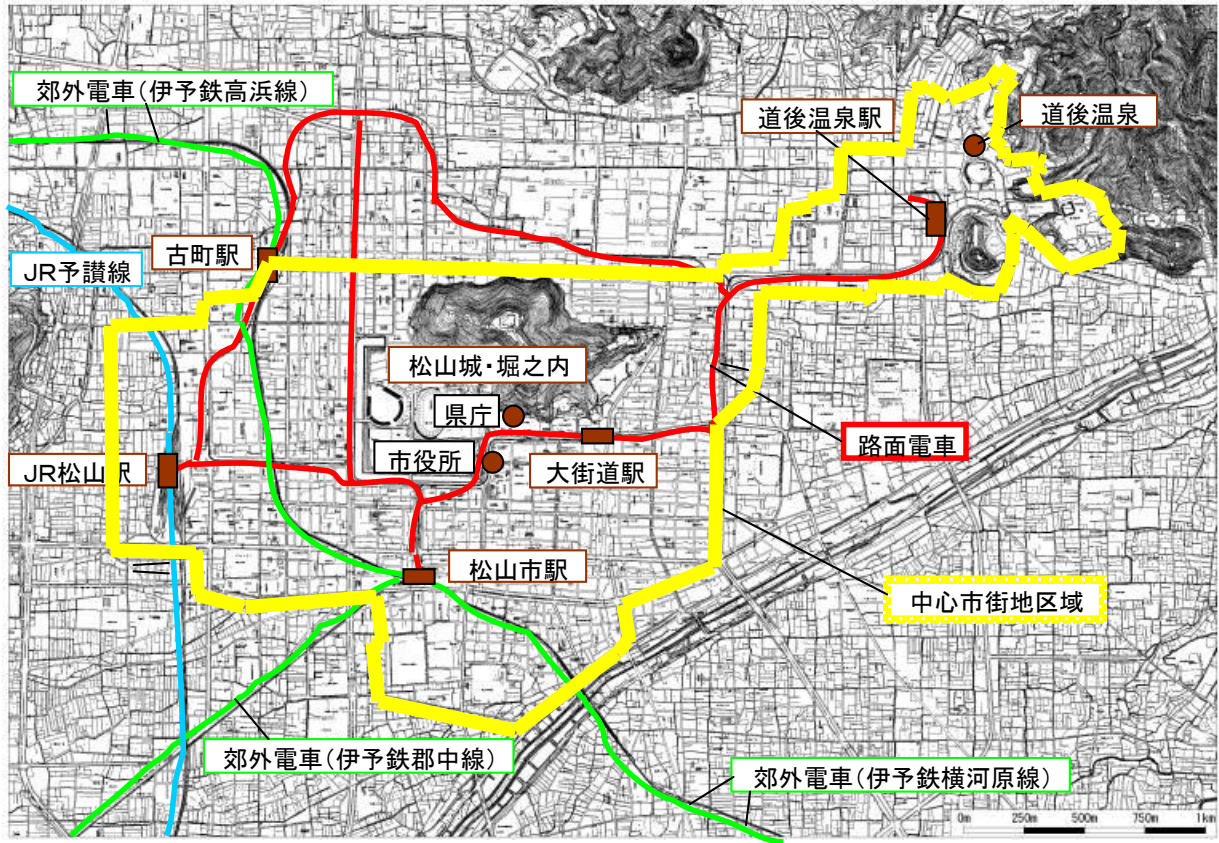 郊外電車(伊予鉄高浜線)
道後温泉駅
道後温泉
古町駅
JR予讃線
松山城・堀之内
県庁
市役所
大街道駅
路面電車
JR松山駅
松山市駅
中心市街地区域
郊外電車(伊予鉄郡中線)
郊外電車(伊予鉄横河原線)
0m 250m 500m 750m 1km